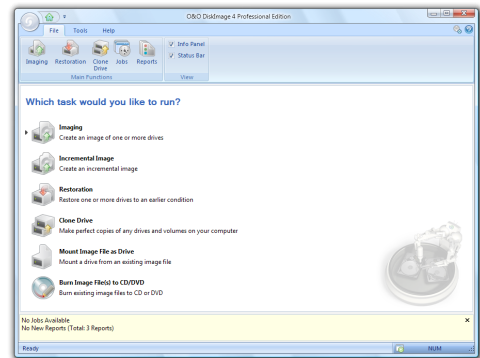 O&O DiskImage 4 Professional Edition
File Tools Help
Imaging Restoration Clone Drive Jobs Reports
Main Functions
Info Panel
Status Bar
View
Which task would you like to run?
Imaging
Create an image of one or more drives
Incremental Image
Create an incremental image
Restoration
Restore one or more drives to an earlier condition
Clone Drive
Make perfect copies of any drives and volumes on your computer
Mount Image File as Drive
Mount a drive from an existing image file
Burn Image File(s) to CD/DVD
Burn existing image files to CD or DVD
No Jobs Available
No New Reports (Total: 3 Reports)
Ready NUM